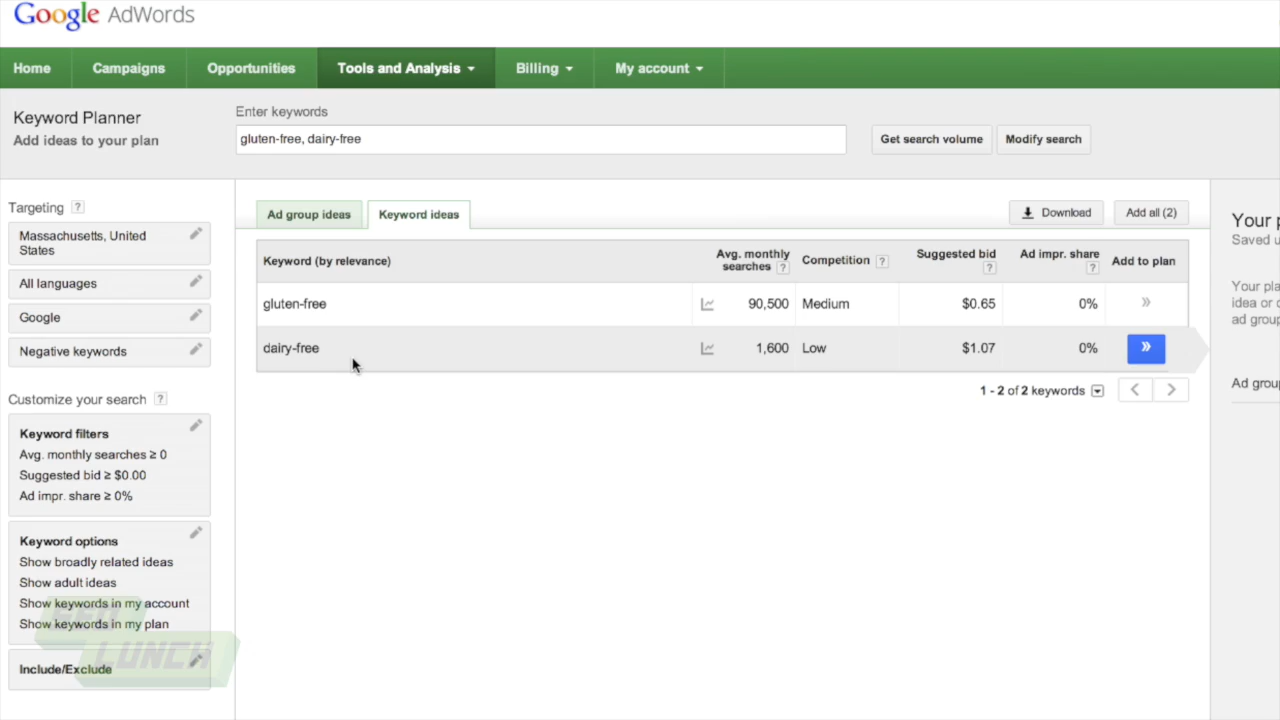 Google AdWords
Home Campaigns Opportunities Tools and Analysis Billing My account
Keyword Planner
Add ideas to your plan
Enter keywords
gluten-free, dairy-free
Get search volume Modify search
Targeting ?
Massachusetts, United
States
All languages
Google
Negative keywords
Customize your search ?
Keyword filters
Avg. monthly searches ≥ 0
Suggested bid ≥ $0.00
Ad impr. share ≥ 0%
Keyword options
Show broadly related ideas
Show adult ideas
Show keywords in my account
Show keywords in my plan
Include/Exclude
LUNCH
Ad group ideas Keyword ideas
Download Add all (2)
Keyword (by relevance) Avg. monthly searches ? Competition ? Suggested bid ? Ad impr. share ? Add to plan
gluten-free 90,500 Medium $0.65 0% »
dairy-free 1,600 Low $1.07 0% »
1 - 2 of 2 keywords
Your p
Saved u
Your pla
idea or
ad group
Ad group